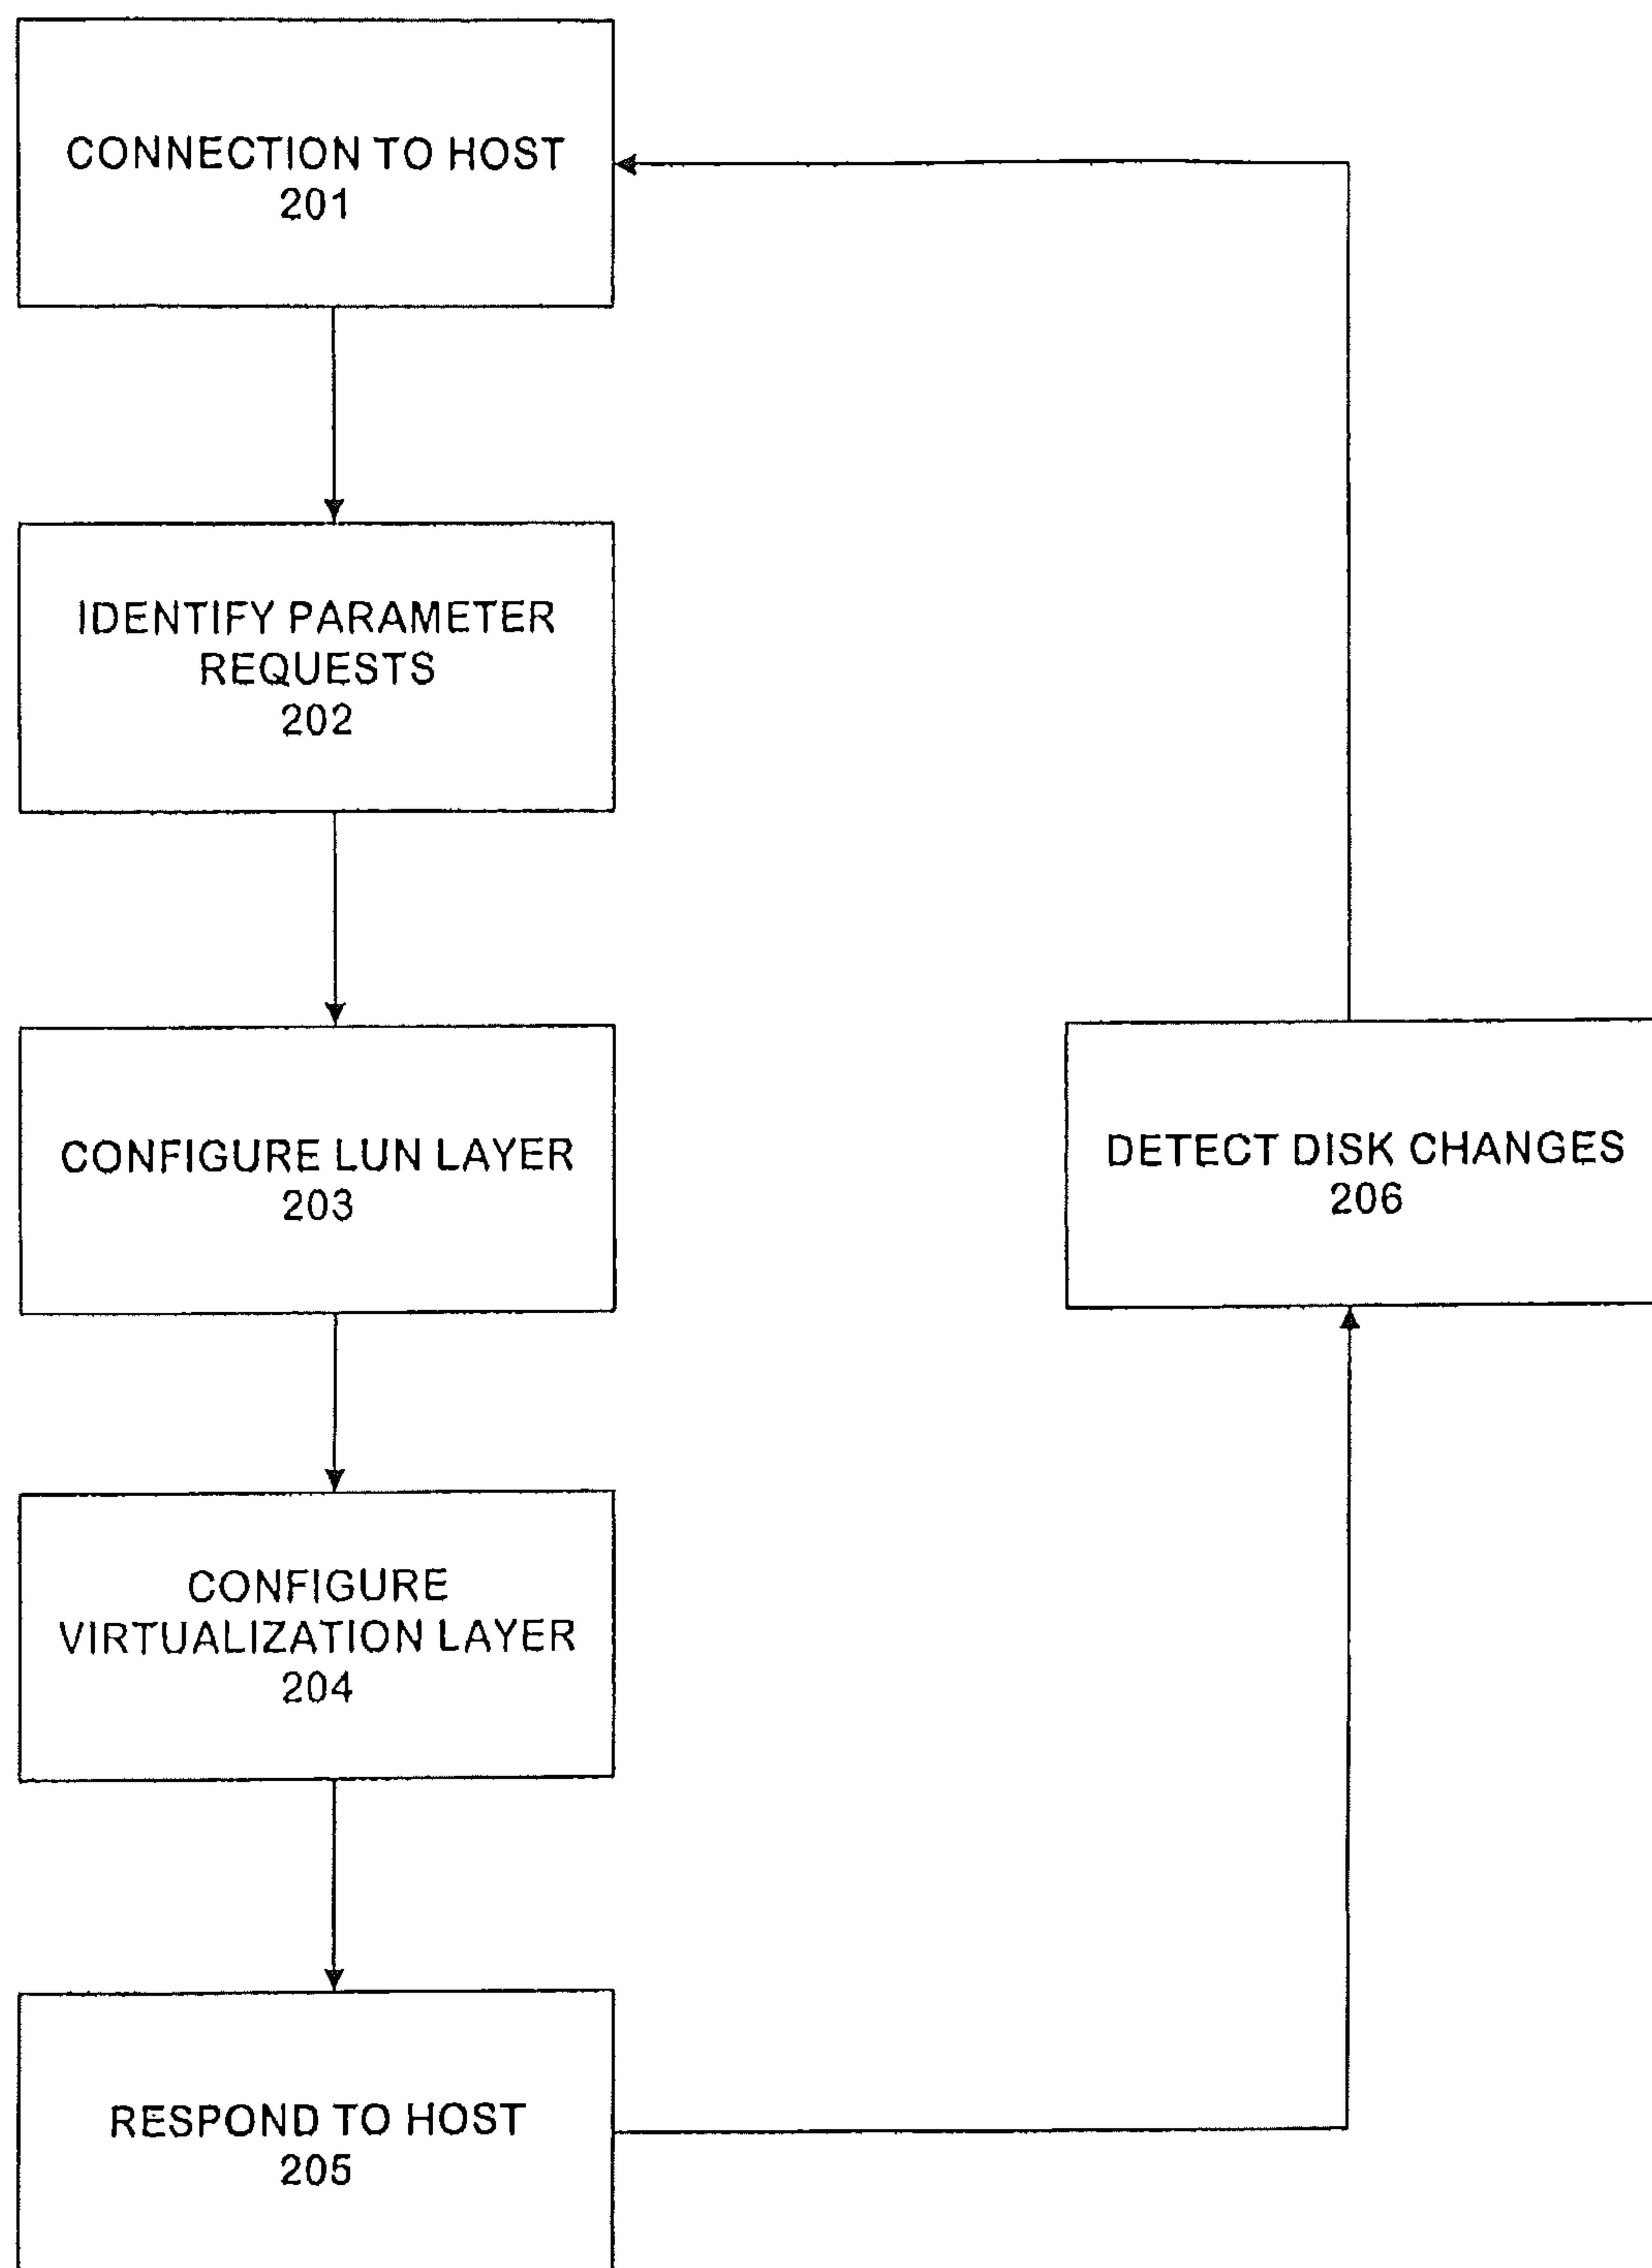 CONNECTION TO HOST
201
IDENTIFY PARAMETER
REQUESTS
202
CONFIGURE LUN LAYER
203
DETECT DISK CHANGES
206
CONFIGURE
VIRTUALIZATION LAYER
204
RESPOND TO HOST
205